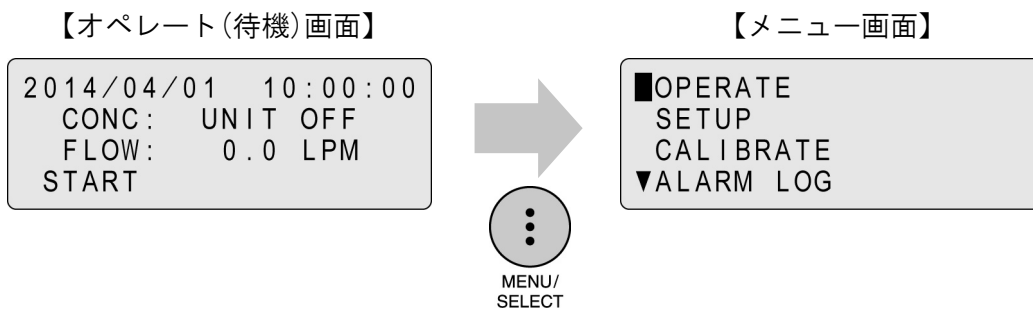 【オペレート(待機)画面】
2014/04/01 10:00:00
CONC: UNIT OFF
FLOW: 0.0 LPM
START
MENU/
SELECT
【メニュー画面】
OPERATE
SETUP
CALIBRATE
▼ALARM LOG